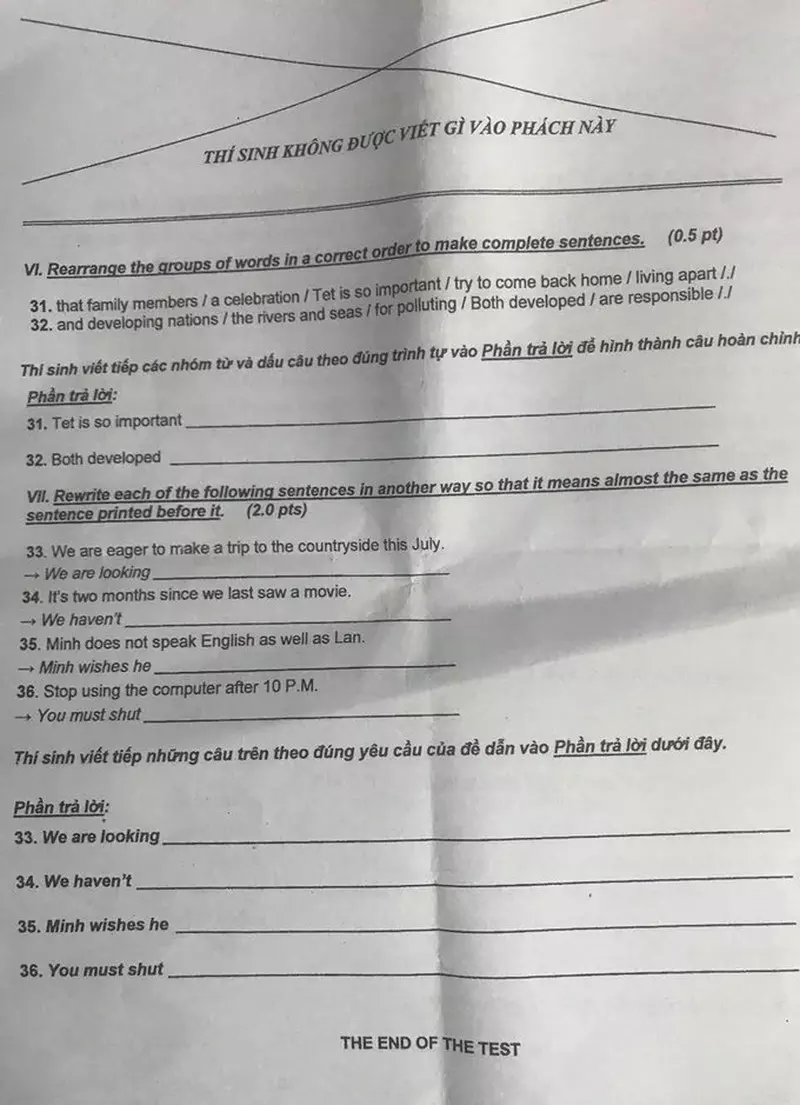 THÍ SINH KHÔNG ĐƯỢC VIẾT GÌ VÀO PHÁCH NÀY
VI. Rearrange the groups of words in a correct order to make complete sentences. (0.5 pt)
31. that family members / a celebration / Tet is so important / try to come back home / living apart /./
32. and developing nations / the rivers and seas / for polluting / Both developed / are responsible /./
Thí sinh viết tiếp các nhóm từ và dấu câu theo đúng trình tự vào Phần trả lời để hình thành câu hoàn chỉnh
Phần trả lời:
31. Tet is so important
32. Both developed
VII. Rewrite each of the following sentences in another way so that it means almost the same as the
sentence printed before it. (2.0 pts)
33. We are eager to make a trip to the countryside this July.
→ We are looking
34. It's two months since we last saw a movie.
→ We haven't
35. Minh does not speak English as well as Lan.
→ Minh wishes he
36. Stop using the computer after 10 P.M.
→ You must shut
Thí sinh viết tiếp những câu trên theo đúng yêu cầu của đề dẫn vào Phần trả lời dưới đây.
Phần trả lời:
33. We are looking
34. We haven't
35. Minh wishes he
36. You must shut
THE END OF THE TEST